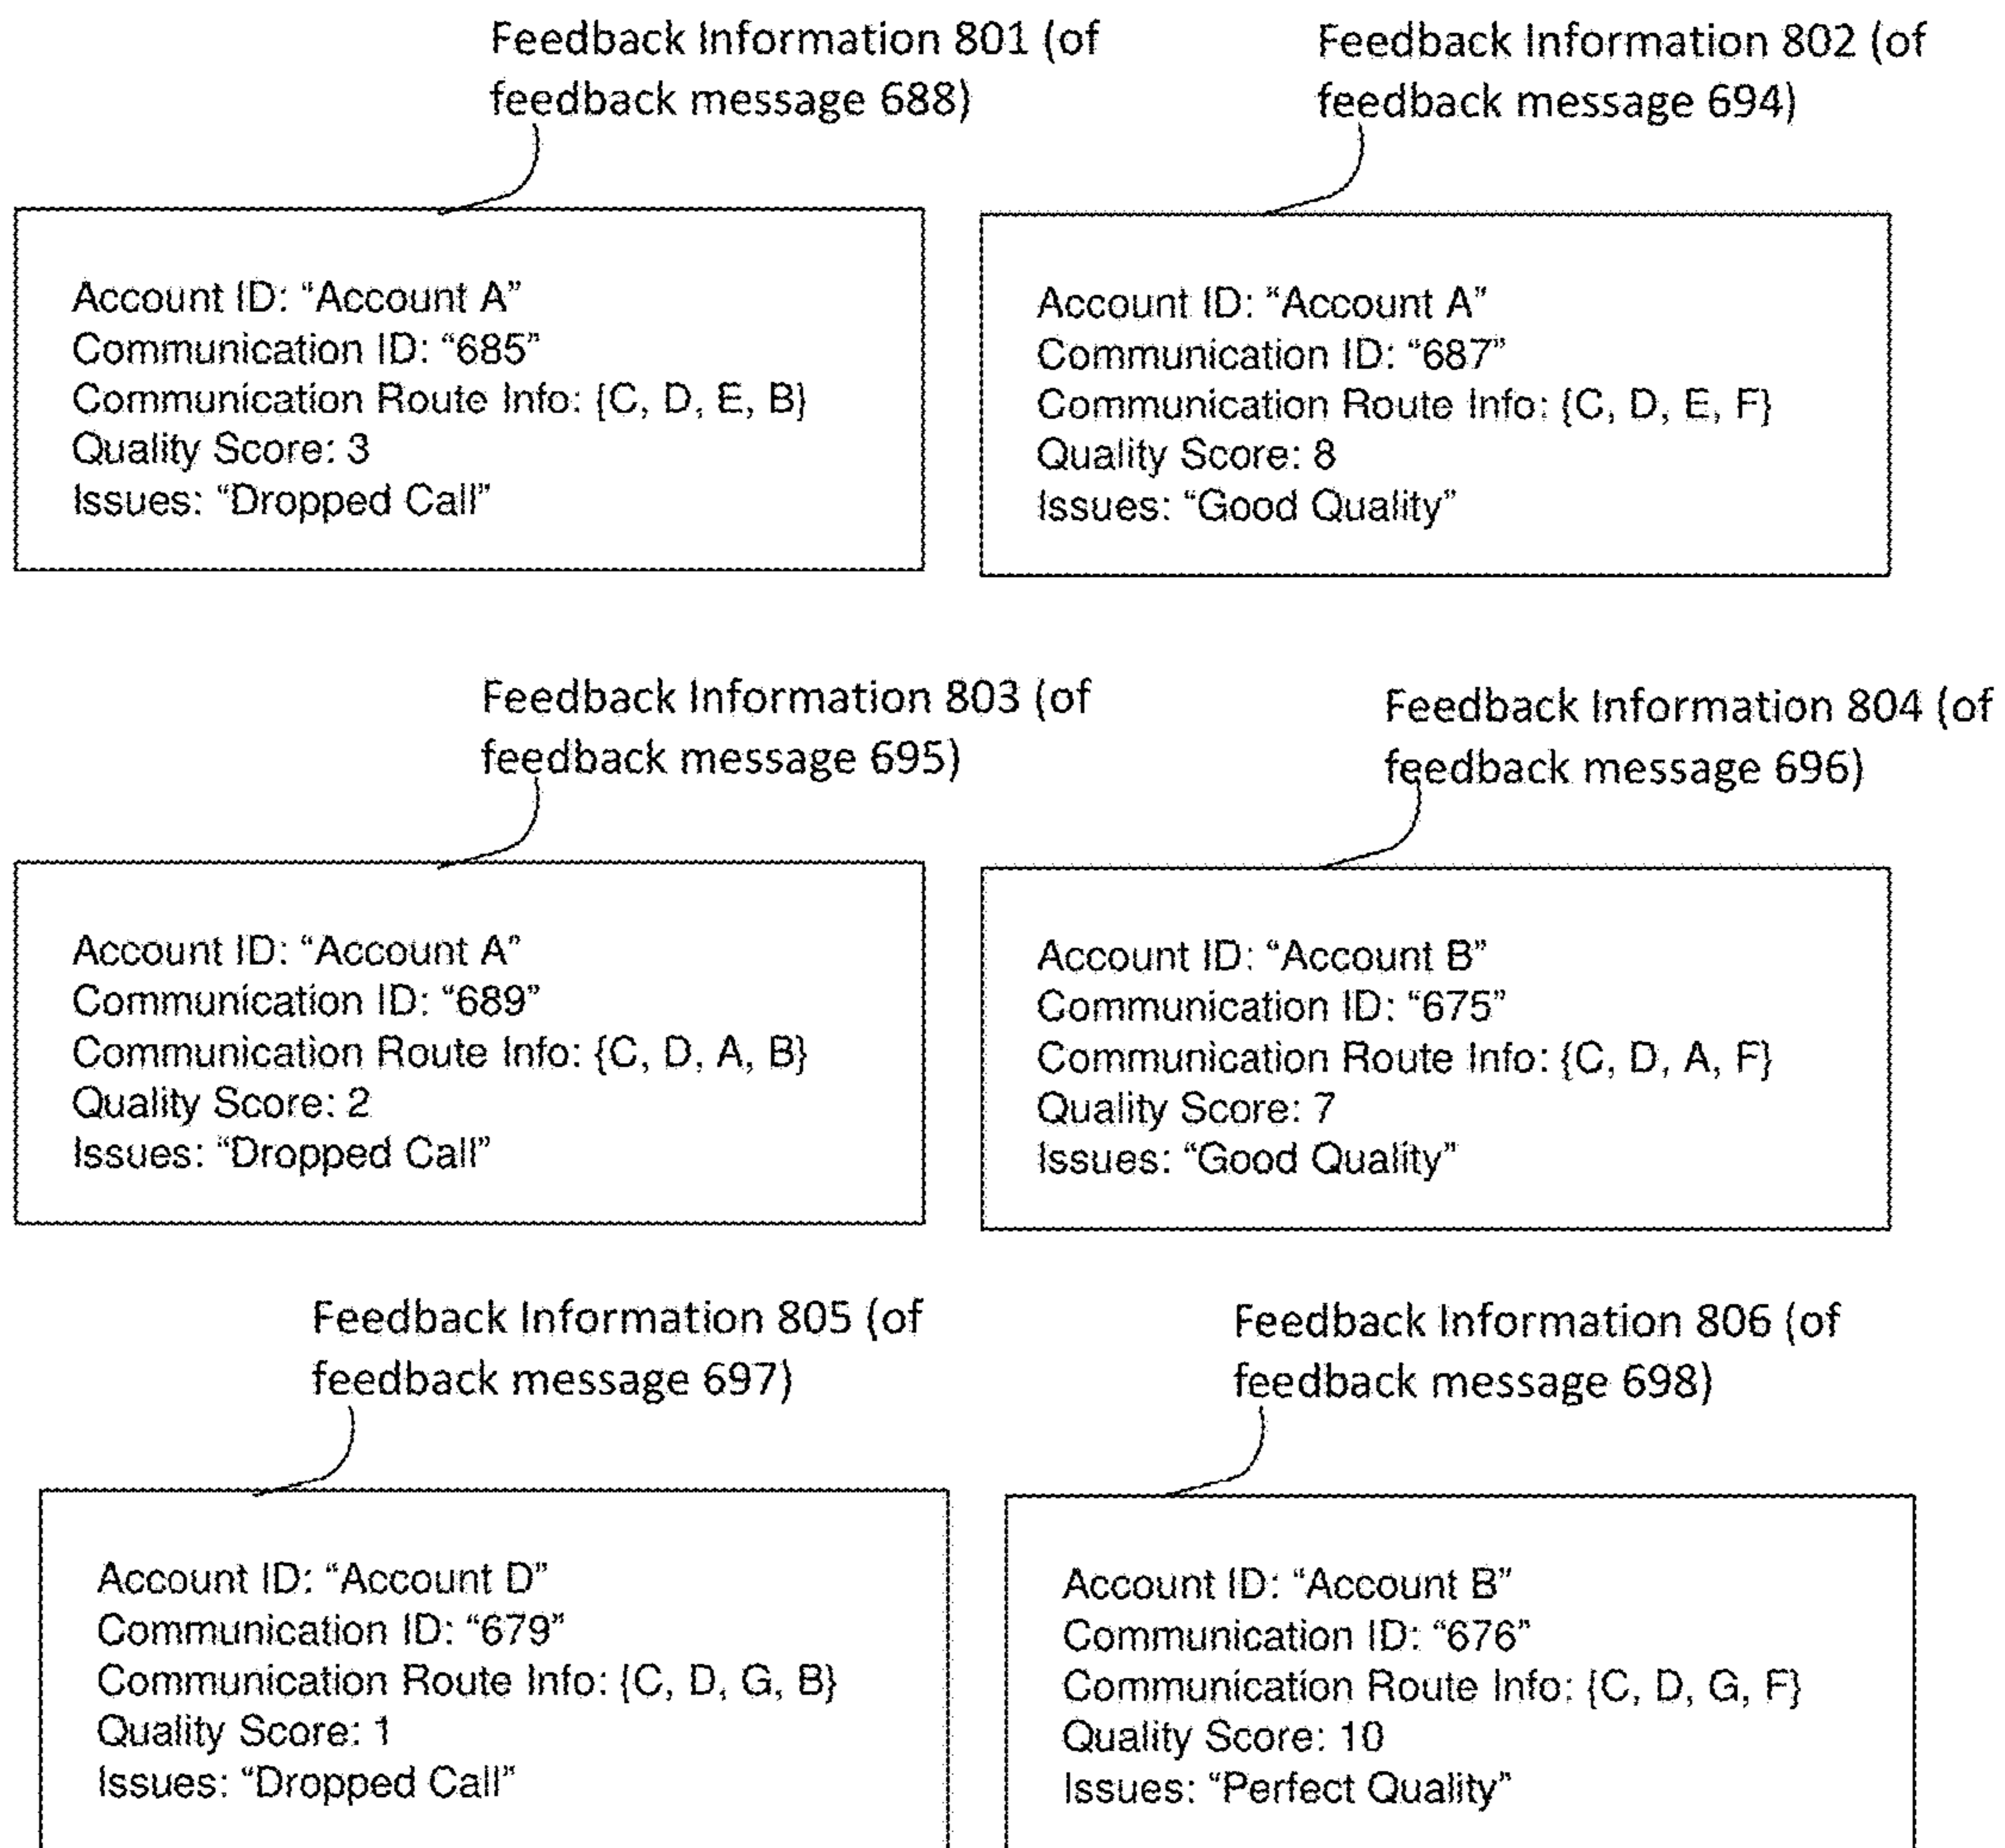 Feedback Information 801 (of
feedback message 688)
Account ID: “Account A”
Communication ID: “685”
Communication Route Info: {C, D, E, B}
Quality Score: 3
Issues: “Dropped Call”
Feedback Information 802 (of
feedback message 694)
Account ID: “Account A”
Communication ID: “687”
Communication Route Info: {C, D, E, F}
Quality Score: 8
Issues: “Good Quality”
Feedback Information 803 (of
feedback message 695)
Account ID: “Account A”
Communication ID: “689”
Communication Route Info: {C, D, A, B}
Quality Score: 2
Issues: “Dropped Call”
Feedback Information 804 (of
feedback message 696)
Account ID: “Account B”
Communication ID: “675”
Communication Route Info: {C, D, A, F}
Quality Score: 7
Issues: “Good Quality”
Feedback Information 805 (of
feedback message 697)
Account ID: “Account D”
Communication ID: “679”
Communication Route Info: {C, D, G, B}
Quality Score: 1
Issues: “Dropped Call”
Feedback Information 806 (of
feedback message 698)
Account ID: “Account B”
Communication ID: “676”
Communication Route Info: {C, D, G, F}
Quality Score: 10
Issues: “Perfect Quality”